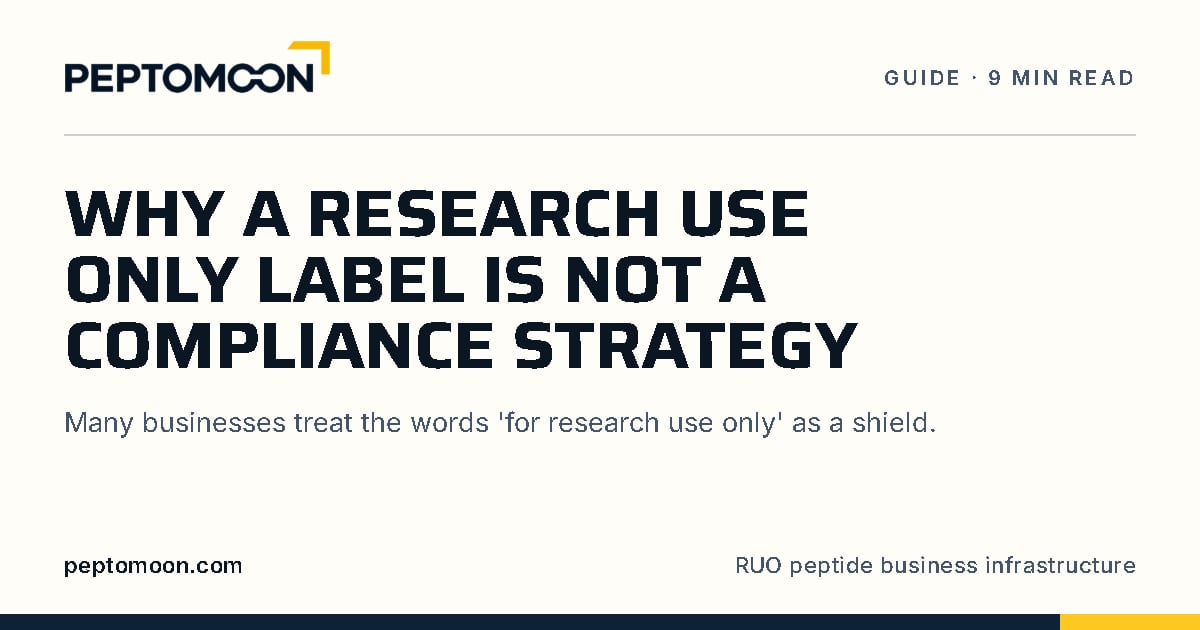 PEPTOMOON
GUIDE · 9 MIN READ
WHY A RESEARCH USE
ONLY LABEL IS NOT A
COMPLIANCE STRATEGY
Many businesses treat the words 'for research use only' as a shield.
peptomoon.com
RUO peptide business infrastructure